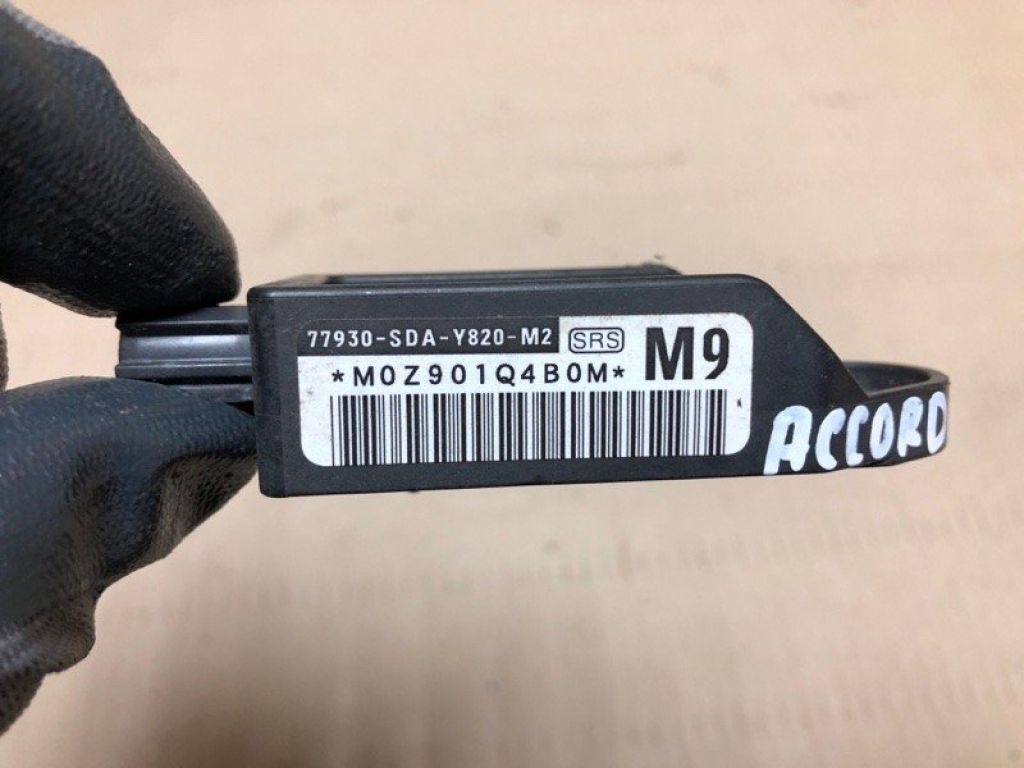 77930-SDA-Y820-M2 SRS M9
*M0Z901Q4B0M*
ACCORD